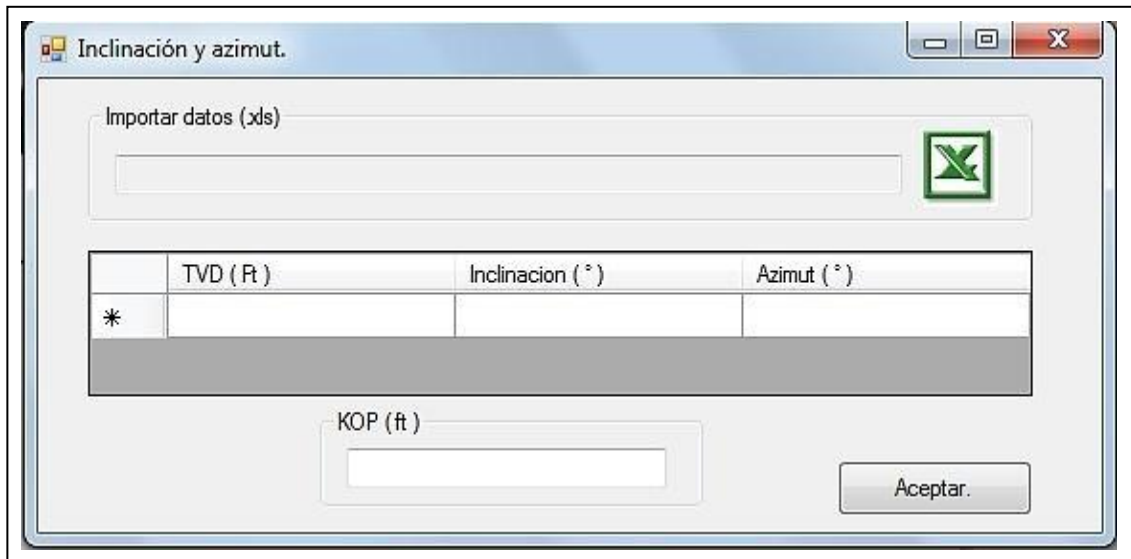 Inclinación y azimut.
Importar datos (.xls)
TVD ( Ft ) Inclinacion ( ° ) Azimut ( ° )
KOP ( ft )
Aceptar.